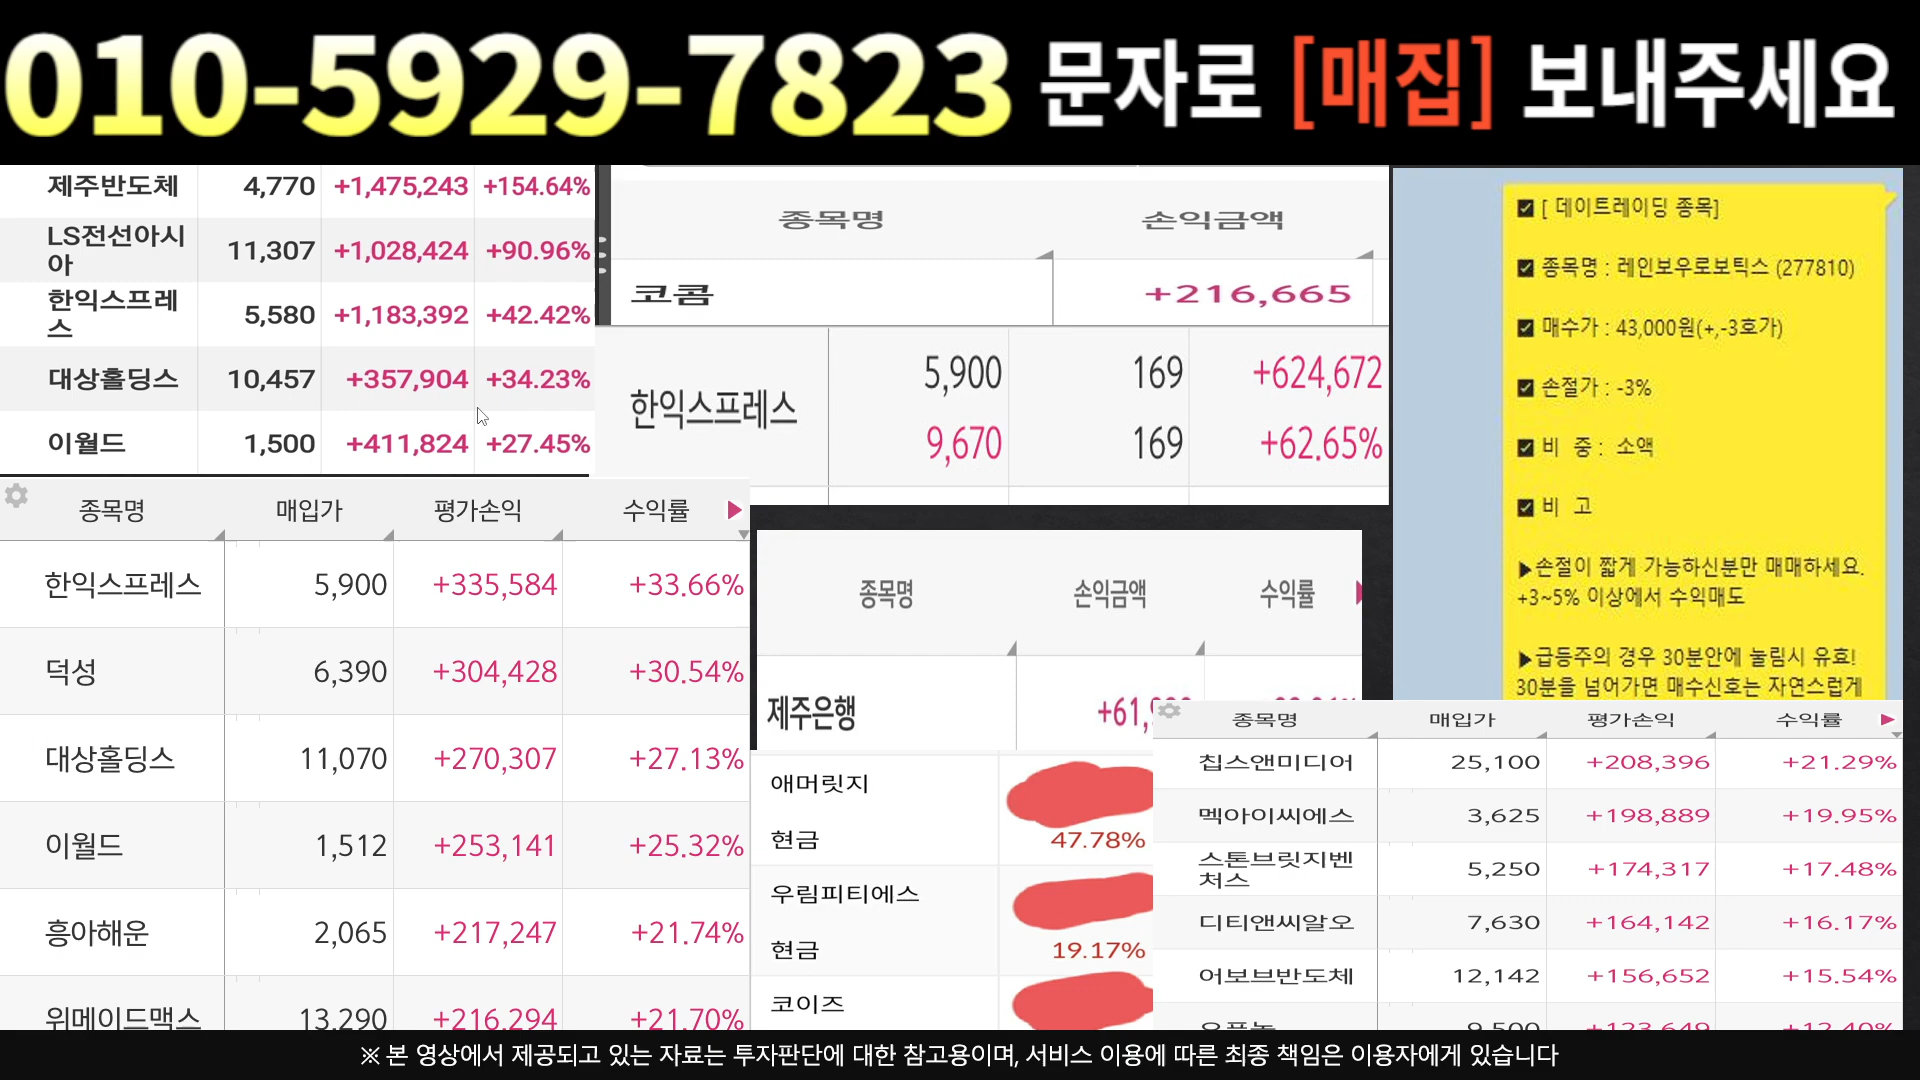 010-5929-7823 문자로 [매집] 보내주세요
제주반도체 4,770 +1,475,243 +154.64%
LS전선아시아 11,307 +1,028,424 +90.96%
한익스프레스 5,580 +1,183,392 +42.42%
대상홀딩스 10,457 +357,904 +34.23%
이월드 1,500 +411,824 +27.45%
종목명 손익금액
코콤 +216,665
한익스프레스 5,900 169 +624,672
9,670 169 +62.65%
☑ [ 데이트레이딩 종목]
☑ 종목명 : 레인보우로보틱스 (277810)
☑ 매수가 : 43,000원(+,-3호가)
☑ 손절가 : -3%
☑ 비 중 : 소액
☑ 비 고
▶손절이 짧게 가능하신분만 매매하세요.
+3~5% 이상에서 수익매도
▶급등주의 경우 30분안에 눌림시 유효!
30분을 넘어가면 매수신호는 자연스럽게
종목명 매입가 평가손익 수익률
한익스프레스 5,900 +335,584 +33.66%
덕성 6,390 +304,428 +30.54%
대상홀딩스 11,070 +270,307 +27.13%
이월드 1,512 +253,141 +25.32%
흥아해운 2,065 +217,247 +21.74%
위메이드맥스 13,290 +216,294 +21.70%
종목명 손익금액 수익률
제주은행 +61,
애머릿지
현금 47.78%
우림피티에스
현금 19.17%
코이즈
종목명 매입가 평가손익 수익률
칩스앤미디어 25,100 +208,396 +21.29%
멕아이씨에스 3,625 +198,889 +19.95%
스톤브릿지벤처스 5,250 +174,317 +17.48%
디티앤씨알오 7,630 +164,142 +16.17%
어보브반도체 12,142 +156,652 +15.54%
※ 본 영상에서 제공되고 있는 자료는 투자판단에 대한 참고용이며, 서비스 이용에 따른 최종 책임은 이용자에게 있습니다